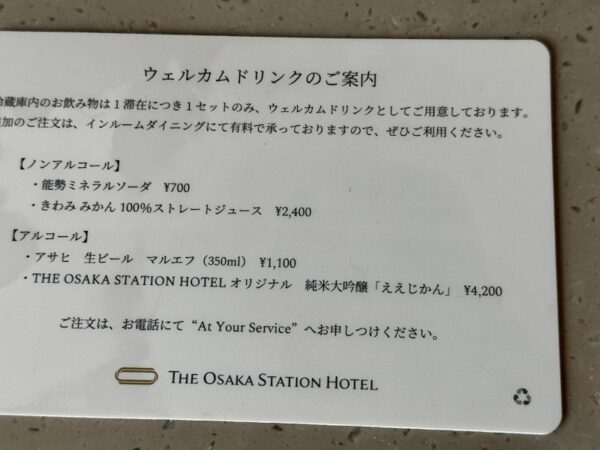 ウェルカムドリンクのご案内
冷蔵庫内のお飲み物は1滞在につき1セットのみ、ウェルカムドリンクとしてご用意しております。
追加のご注文は、インルームダイニングにて有料で承っておりますので、ぜひご利用ください。
【ノンアルコール】
・能勢ミネラルソーダ ¥700
・きわみ みかん 100%ストレートジュース ¥2,400
【アルコール】
・アサヒ 生ビール マルエフ（350ml） ¥1,100
・THE OSAKA STATION HOTEL オリジナル 純米大吟醸「ええじかん」 ¥4,200
ご注文は、お電話にて “At Your Service” へお申しつけください。
THE OSAKA STATION HOTEL